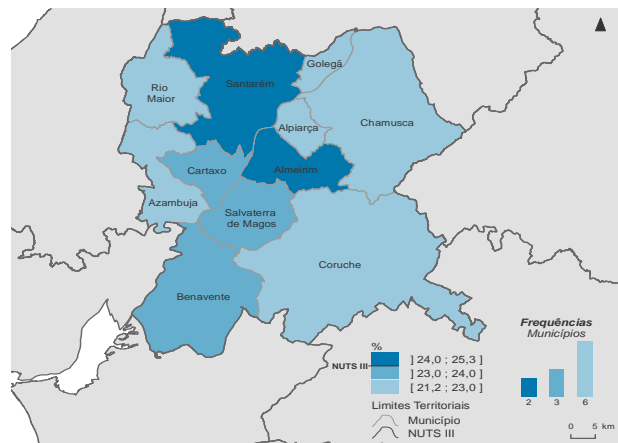 Golegã
Santarém
Rio
Maior
Alpiarça
Chamusca
Cartaxo
Almeirim
Azambuja
Salvaterra
de Magos
Coruche
Benavente
%
NUTS III
] 24,0 ; 25,3 ]
] 23,0 ; 24,0 ]
[ 21,2 ; 23,0 ]
Limites Territoriais
Município
NUTS III
Frequências
Municípios
2 3 6
0 5 km